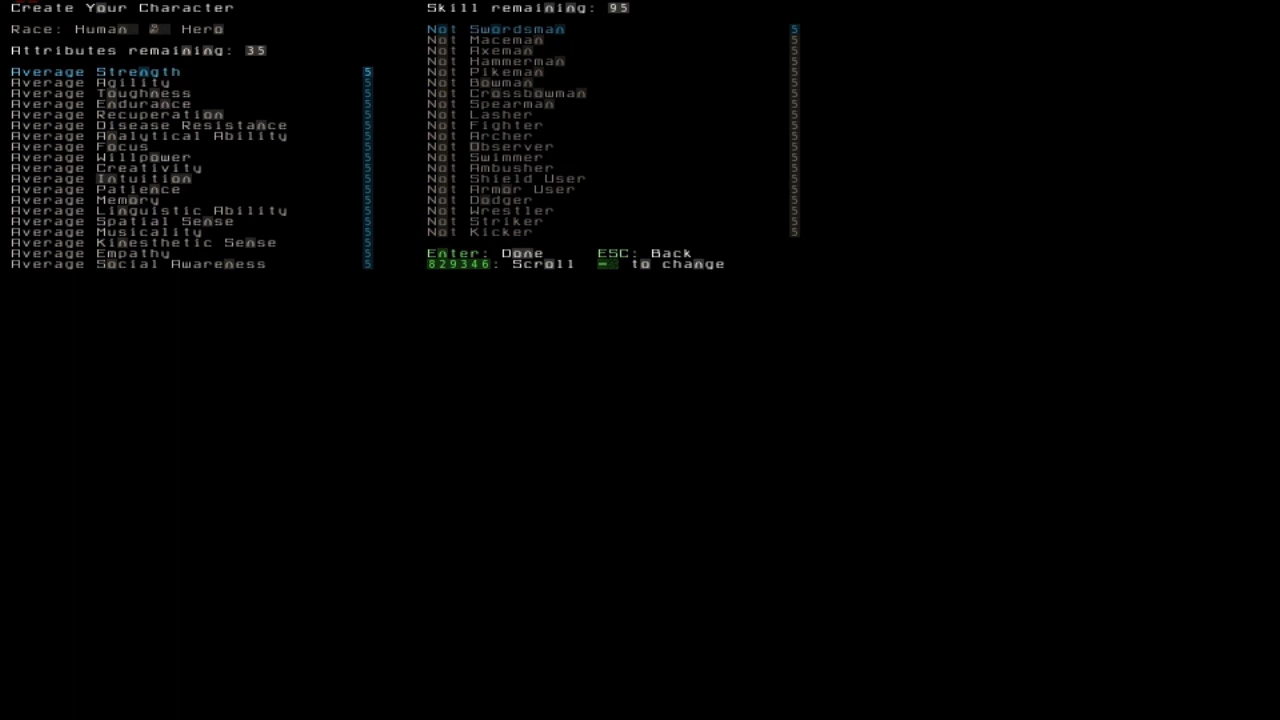 Create Your Character
Race: Human Hero
Attributes remaining: 35
Average Strength 5
Average Agility 5
Average Toughness 5
Average Endurance 5
Average Recuperation 5
Average Disease Resistance 5
Average Analytical Ability 5
Average Focus 5
Average Willpower 5
Average Creativity 5
Average Intuition 5
Average Patience 5
Average Memory 5
Average Linguistic Ability 5
Average Spatial Sense 5
Average Musicality 5
Average Kinesthetic Sense 5
Average Empathy 5
Average Social Awareness 5
Skill remaining: 95
Not Swordsman 5
Not Maceman 5
Not Axeman 5
Not Hammerman 5
Not Pikeman 5
Not Bowman 5
Not Crossbowman 5
Not Spearman 5
Not Lasher 5
Not Fighter 5
Not Archer 5
Not Observer 5
Not Swimmer 5
Not Ambusher 5
Not Shield User 5
Not Armor User 5
Not Dodger 5
Not Wrestler 5
Not Striker 5
Not Kicker 5
Enter: Done ESC: Back
829346: Scroll to change